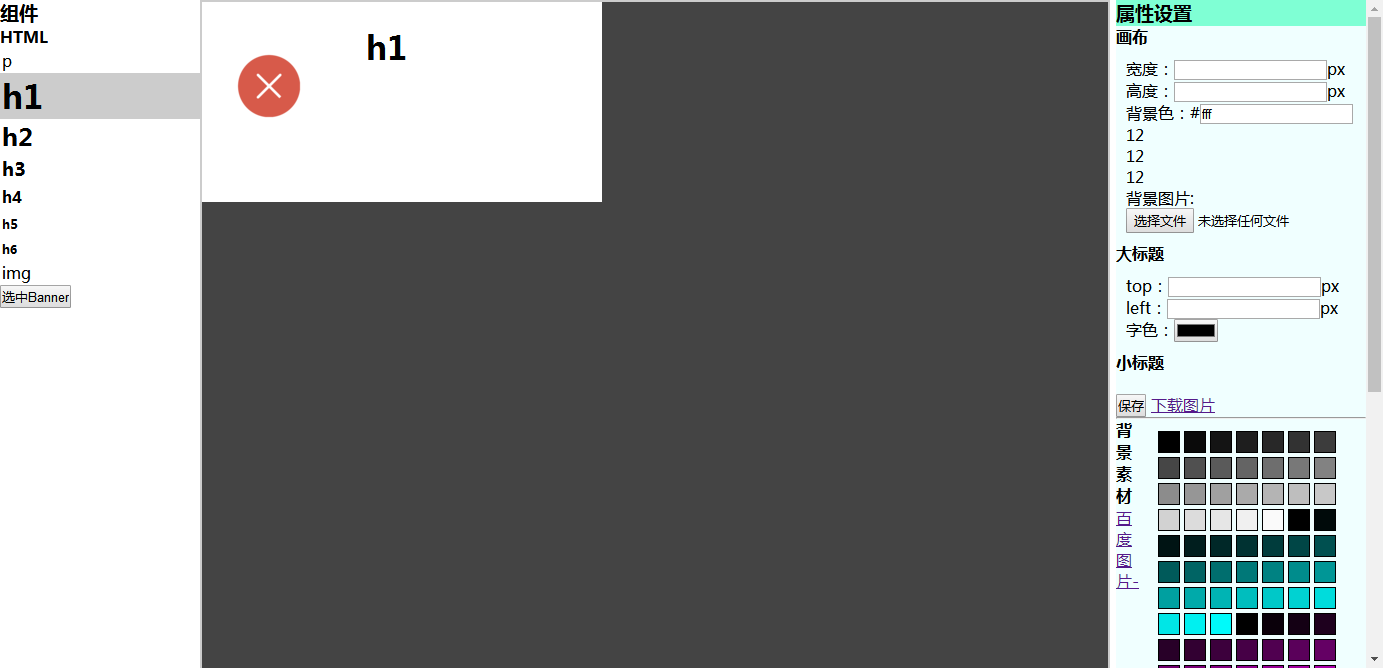 组件
HTML
p
h1
h2
h3
h4
h5
h6
img
选中Banner
h1
属性设置
画布
宽度：px
高度：px
背景色：#fff
12
12
12
背景图片:
选择文件 未选择任何文件
大标题
top：px
left：px
字色：
小标题
保存 下载图片
背
景
素
材
百
度
图
片-